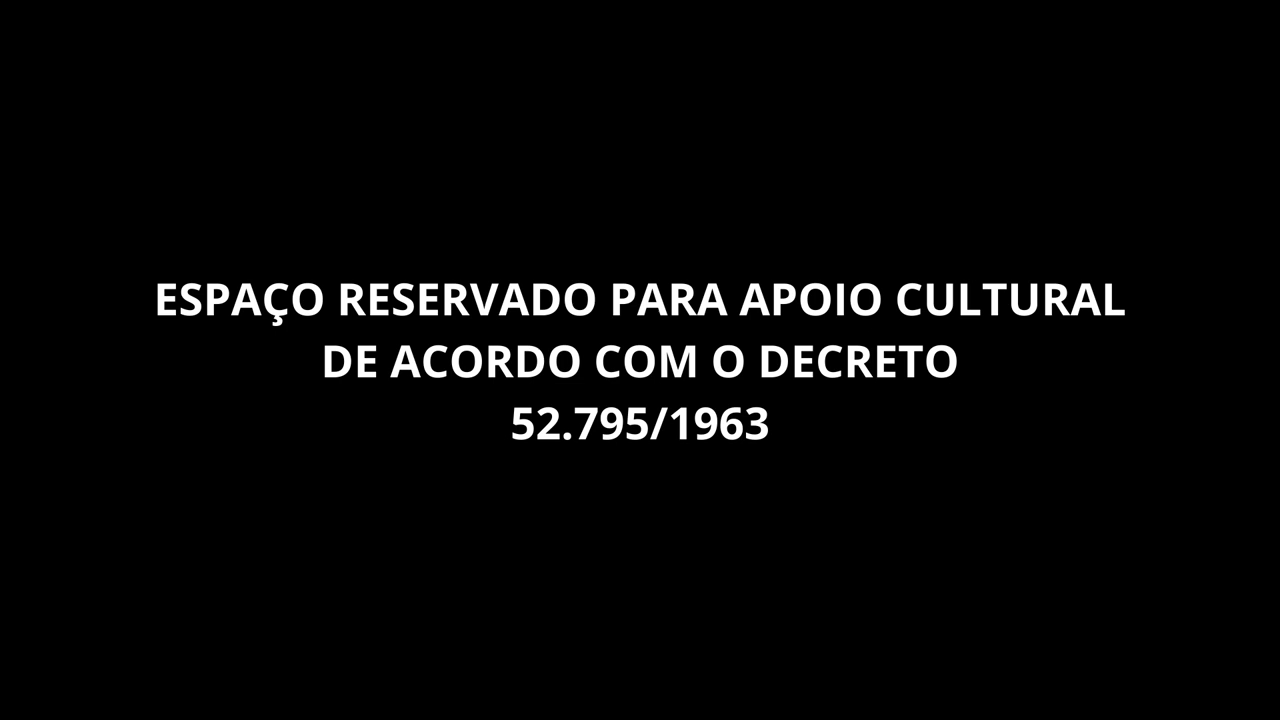 ESPAÇO RESERVADO PARA APOIO CULTURAL
DE ACORDO COM O DECRETO
52.795/1963